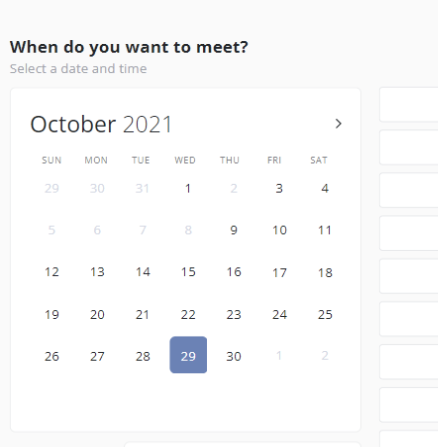 When do you want to meet?
Select a date and time
October 2021 >
SUN MON TUE WED THU FRI SAT
29 30 31 1 2 3 4
5 6 7 8 9 10 11
12 13 14 15 16 17 18
19 20 21 22 23 24 25
26 27 28 29 30 1 2